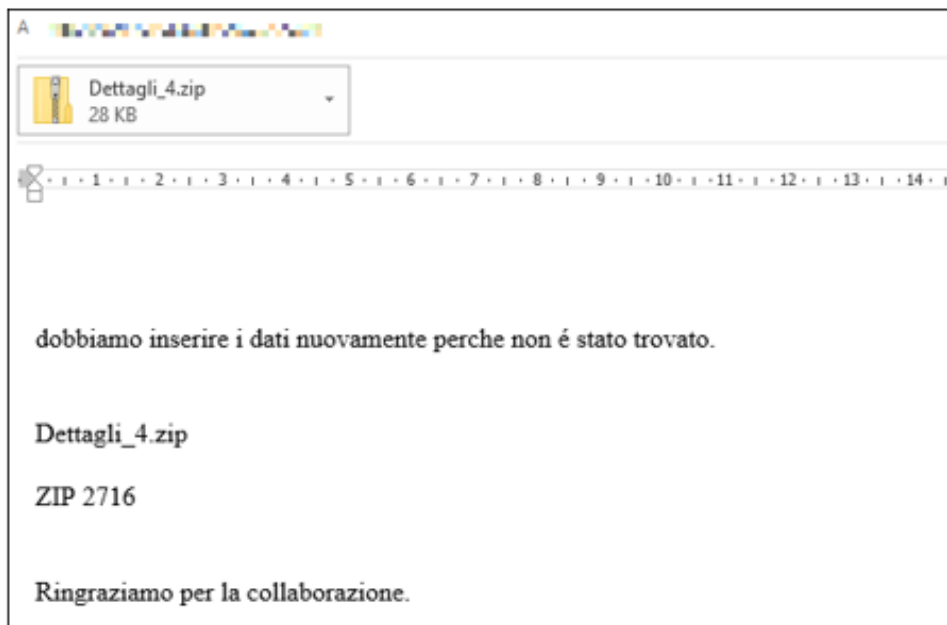 A
Dettagli_4.zip
28 KB
1 2 3 4 5 6 7 8 9 10 11 12 13 14
dobbiamo inserire i dati nuovamente perche non é stato trovato.
Dettagli_4.zip
ZIP 2716
Ringraziamo per la collaborazione.